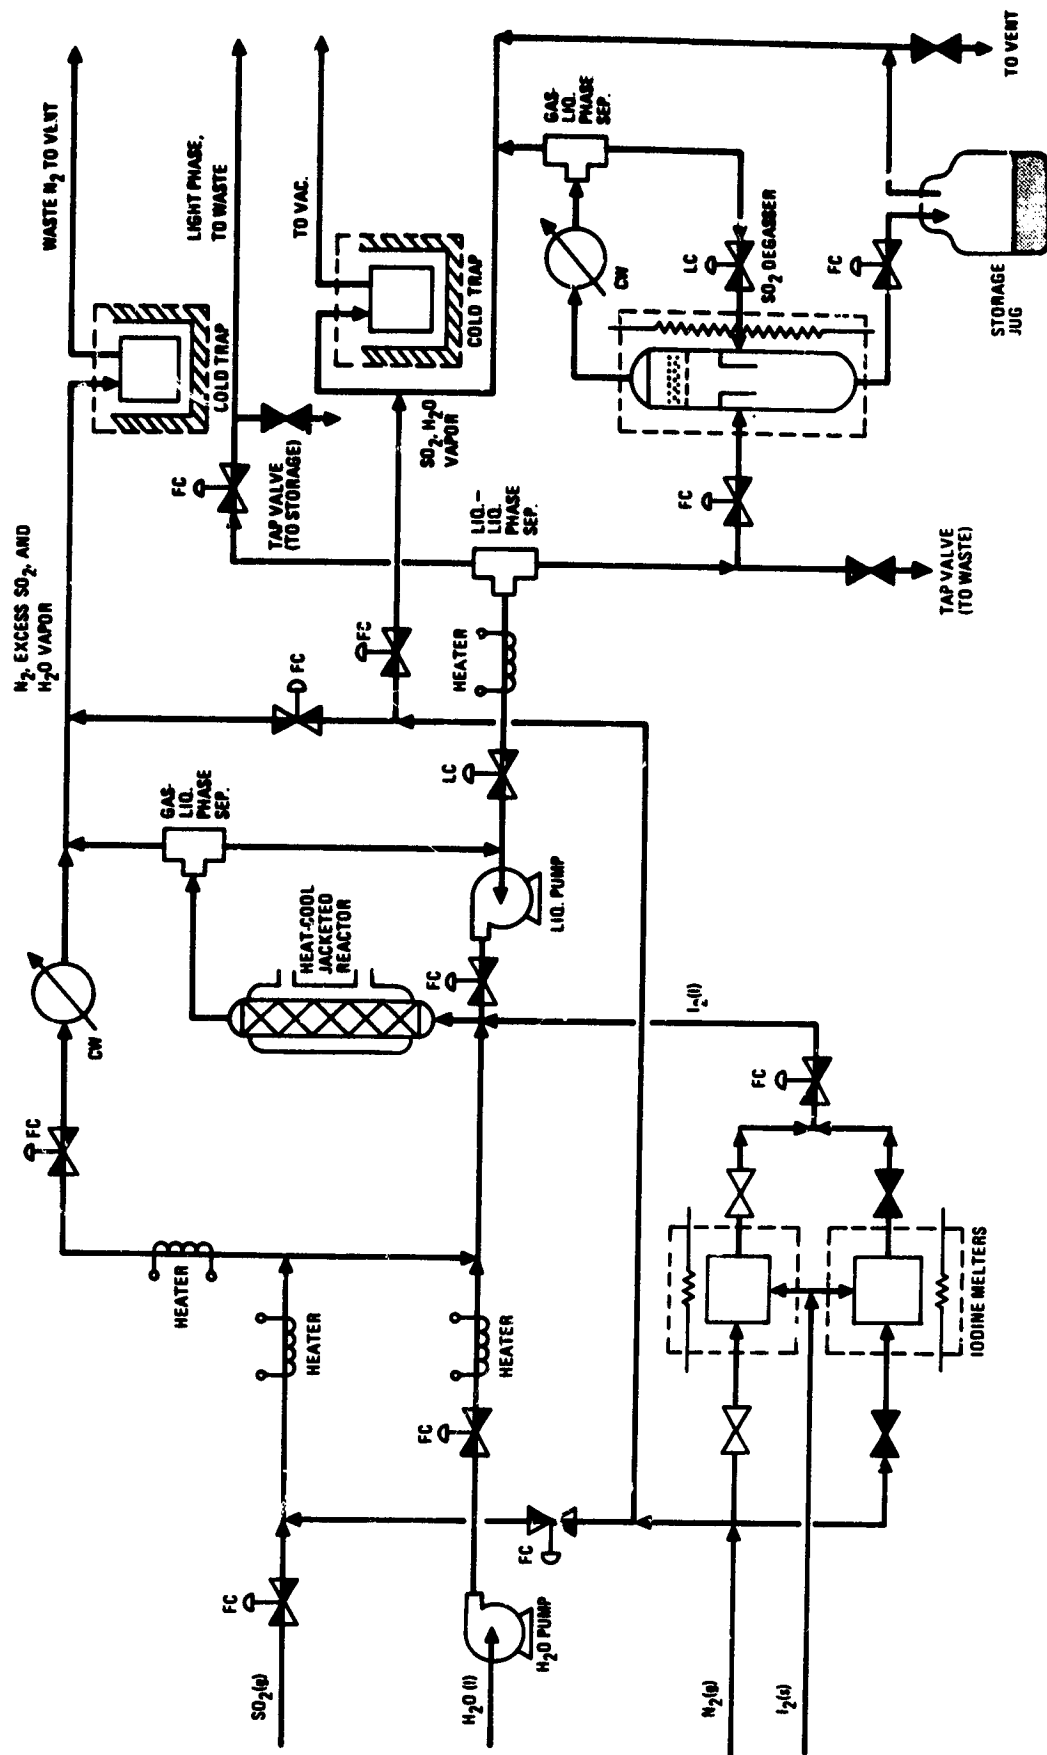 WASTE N2 TO VENT
LIGHT PHASE,
TO WASTE
TO VAC.
TO VENT
GAS-
LIQ.
PHASE
SEP.
COLD TRAP
COLD TRAP
CW
LC
SO2 DEGASSER
FC
STORAGE
JUG
N2, EXCESS SO2, AND
H2O VAPOR
FC
TAP VALVE
(TO STORAGE)
SO2, H2O
VAPOR
LIQ.-
LIQ.
PHASE
SEP.
FC
TAP VALVE
(TO WASTE)
FC
FC
HEATER
GAS-
LIQ.
PHASE
SEP.
LC
LIQ. PUMP
HEAT-COOL
JACKETED
REACTOR
FC
CW
I2(l)
FC
FC
HEATER
HEATER
HEATER
IODINE MELTERS
FC
FC
FC
SO2(g)
H2O PUMP
H2O (l)
N2(g)
I2(s)